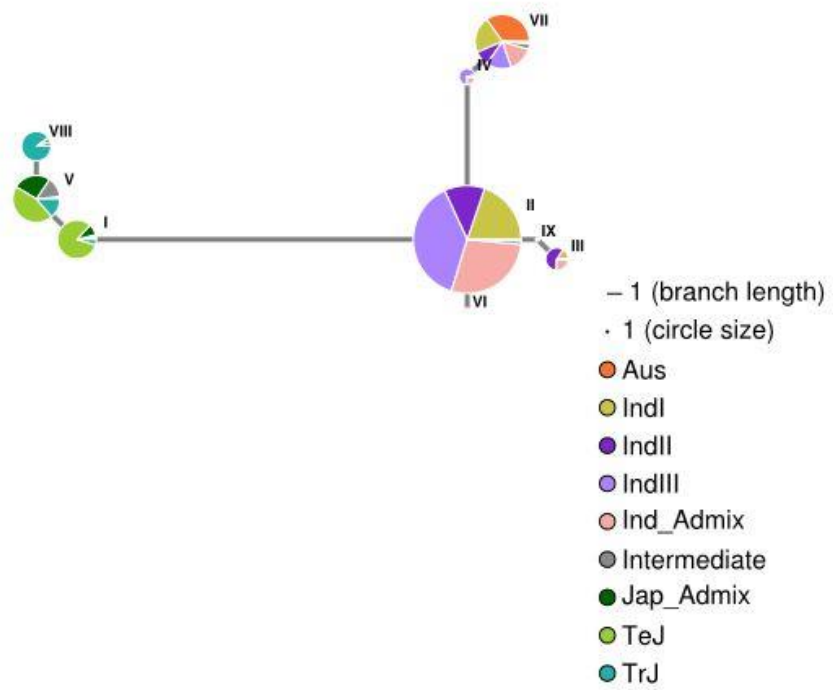 VII
IV
VIII
V
I
II
IX
III
VI
– 1 (branch length)
· 1 (circle size)
Aus
IndI
IndII
IndIII
Ind_Admix
Intermediate
Jap_Admix
TeJ
TrJ